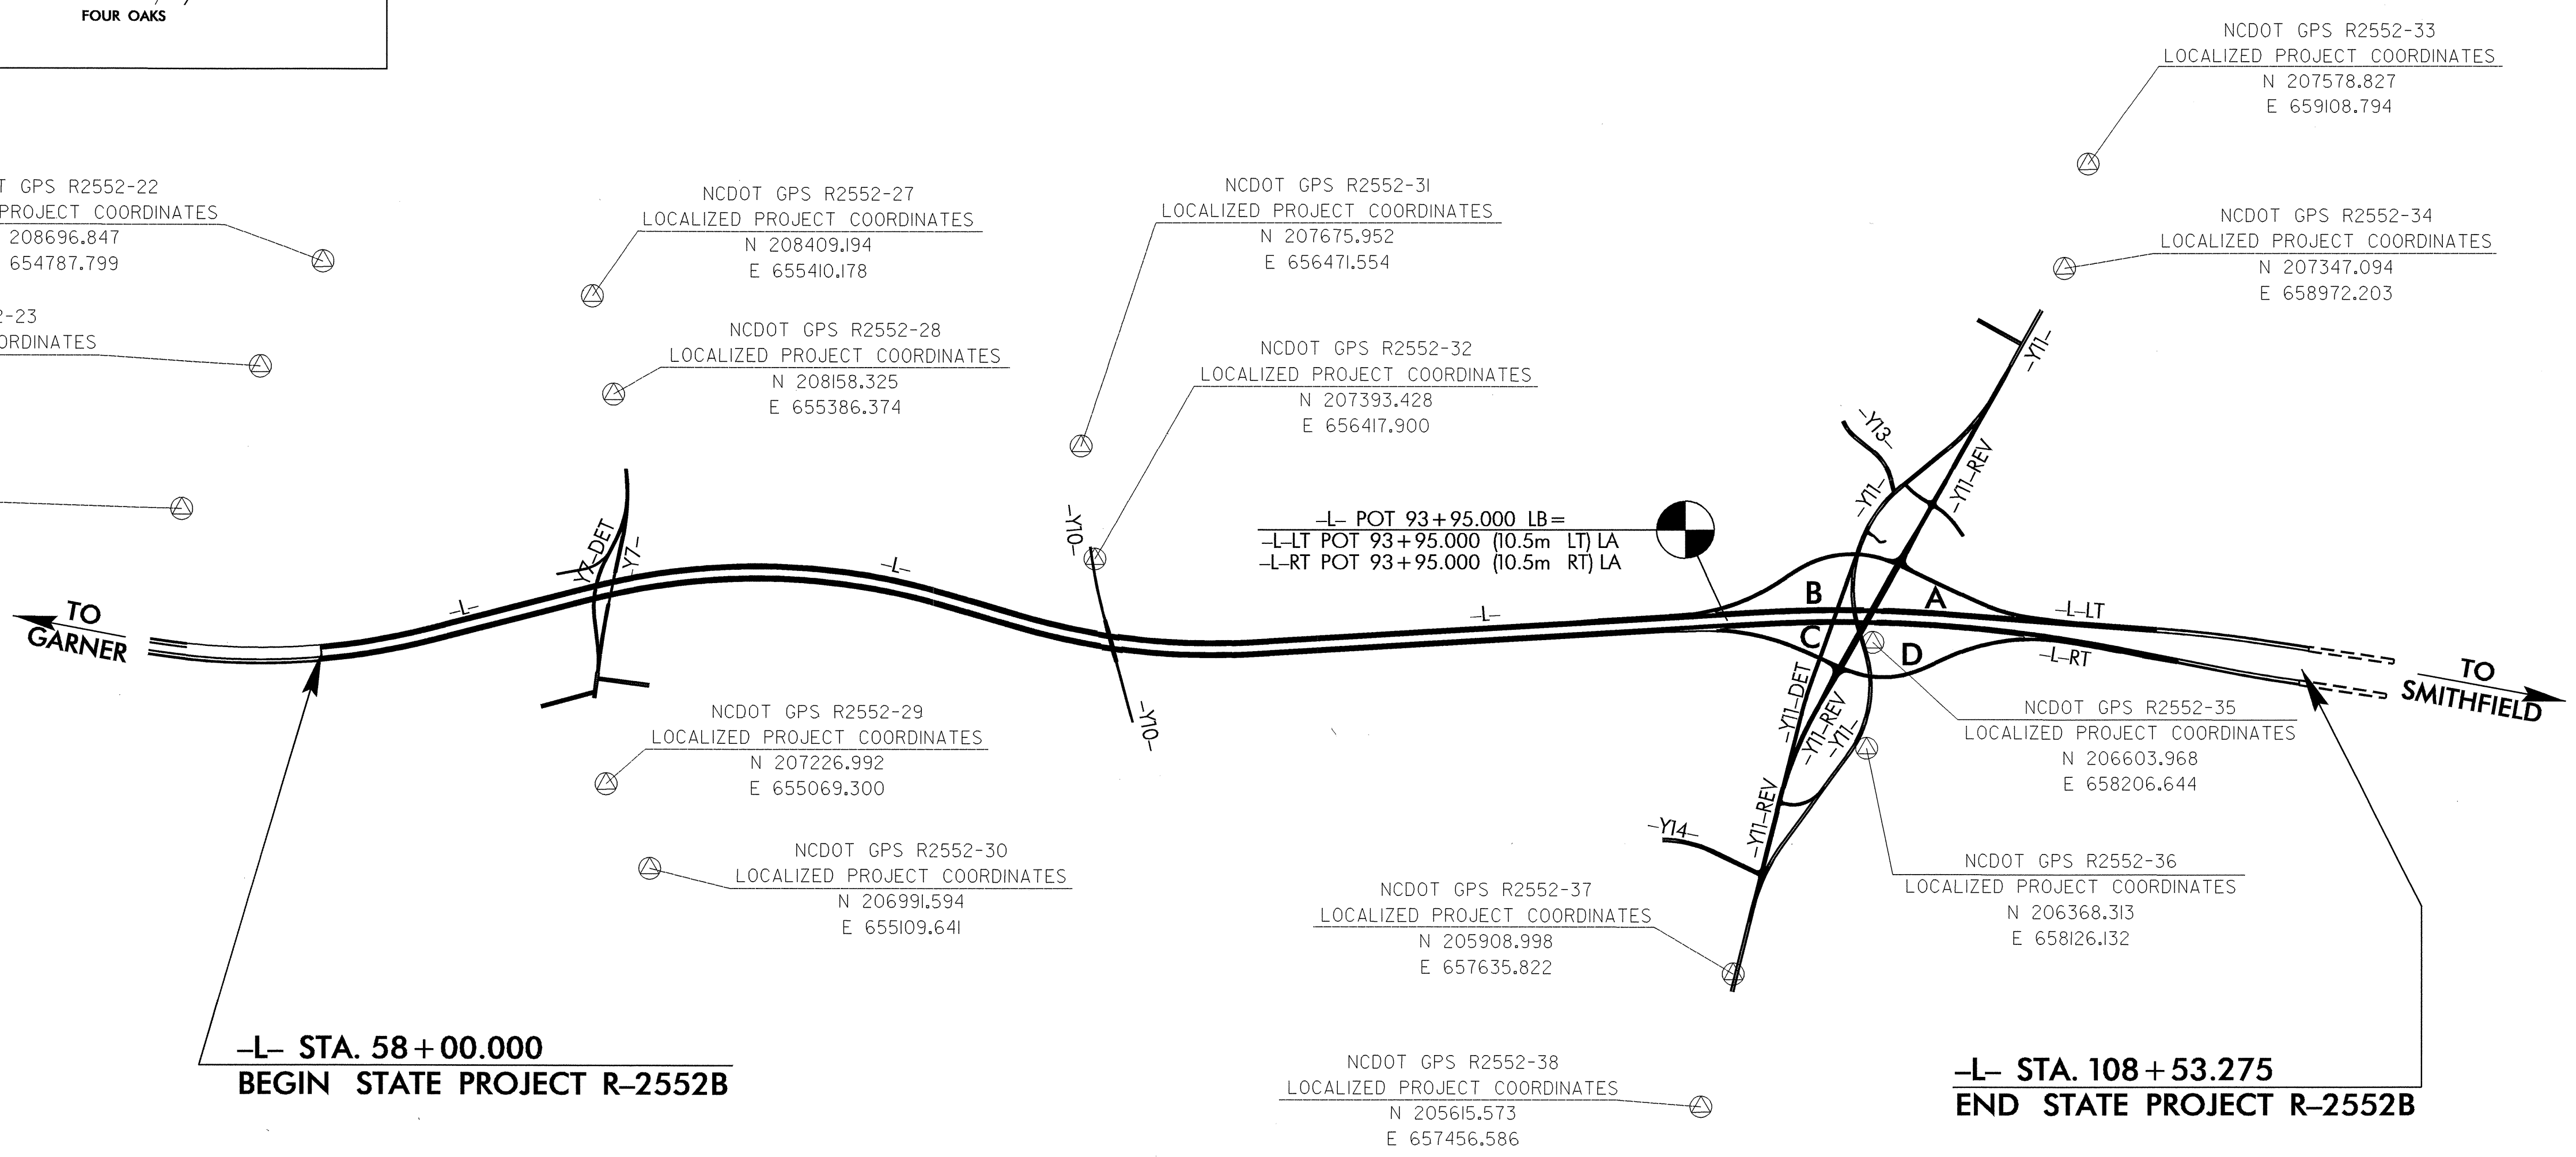 FOUR OAKS
T GPS R2552-22
PROJECT COORDINATES
208696.847
654787.799
2-23
ORDINATES
NCDOT GPS R2552-27
LOCALIZED PROJECT COORDINATES
N 208409.194
E 655410.178
NCDOT GPS R2552-28
LOCALIZED PROJECT COORDINATES
N 208158.325
E 655386.374
NCDOT GPS R2552-31
LOCALIZED PROJECT COORDINATES
N 207675.952
E 656471.554
NCDOT GPS R2552-32
LOCALIZED PROJECT COORDINATES
N 207393.428
E 656417.900
NCDOT GPS R2552-33
LOCALIZED PROJECT COORDINATES
N 207578.827
E 659108.794
NCDOT GPS R2552-34
LOCALIZED PROJECT COORDINATES
N 207347.094
E 658972.203
-L- POT 93+95.000 LB=
-L-LT POT 93+95.000 (10.5m LT) LA
-L-RT POT 93+95.000 (10.5m RT) LA
TO
GARNER
-L-
Y7-DET
-Y7-
-L-
-Y10-
-Y10-
-L-
-Y11-
-Y13-
-Y11-
-Y11-REV
B
A
C
D
-L-LT
-L-RT
-Y11-DET
-Y11-REV
-Y11-
-Y11-REV
-Y14-
TO
SMITHFIELD
NCDOT GPS R2552-29
LOCALIZED PROJECT COORDINATES
N 207226.992
E 655069.300
NCDOT GPS R2552-30
LOCALIZED PROJECT COORDINATES
N 206991.594
E 655109.641
NCDOT GPS R2552-35
LOCALIZED PROJECT COORDINATES
N 206603.968
E 658206.644
NCDOT GPS R2552-36
LOCALIZED PROJECT COORDINATES
N 206368.313
E 658126.132
NCDOT GPS R2552-37
LOCALIZED PROJECT COORDINATES
N 205908.998
E 657635.822
NCDOT GPS R2552-38
LOCALIZED PROJECT COORDINATES
N 205615.573
E 657456.586
-L- STA. 58+00.000
BEGIN STATE PROJECT R-2552B
-L- STA. 108+53.275
END STATE PROJECT R-2552B